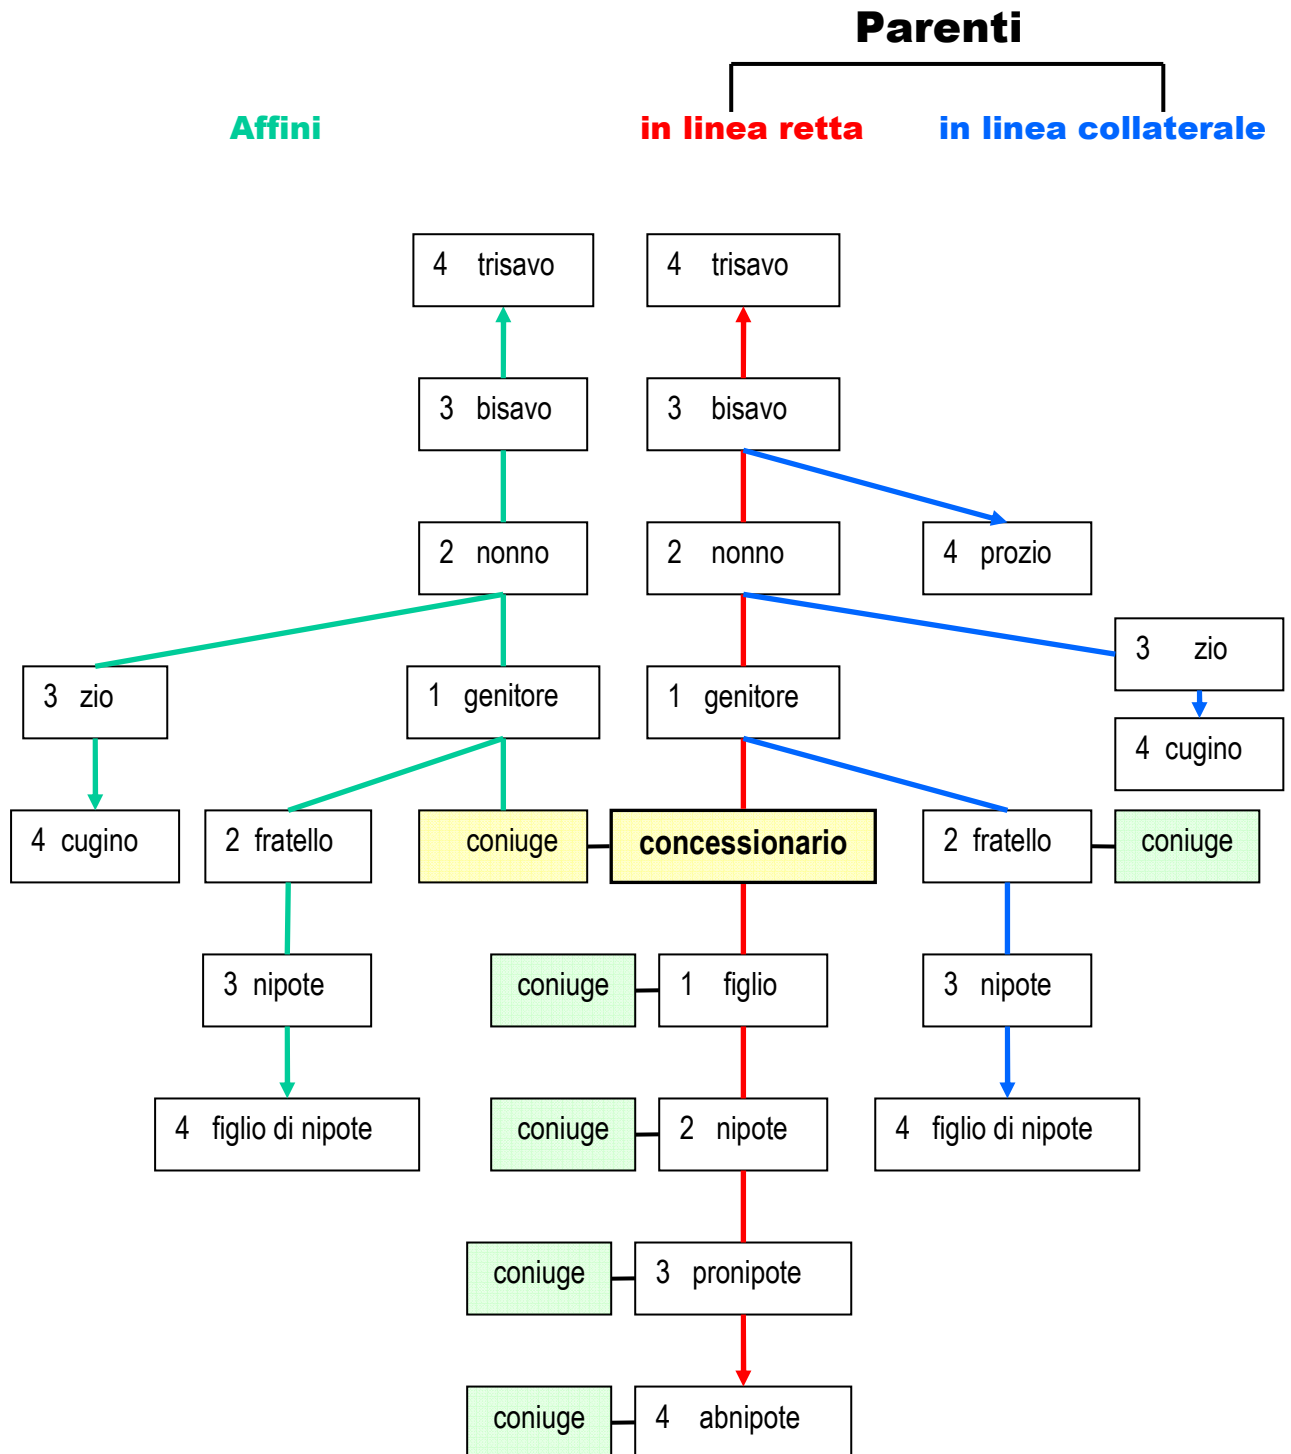 Parenti
Affini in linea retta in linea collaterale
4 trisavo 4 trisavo
3 bisavo 3 bisavo
2 nonno 2 nonno 4 prozio
3 zio
3 zio 1 genitore 1 genitore
4 cugino
4 cugino 2 fratello coniuge concessionario 2 fratello coniuge
3 nipote coniuge 1 figlio 3 nipote
4 figlio di nipote coniuge 2 nipote 4 figlio di nipote
coniuge 3 pronipote
coniuge 4 abnipote